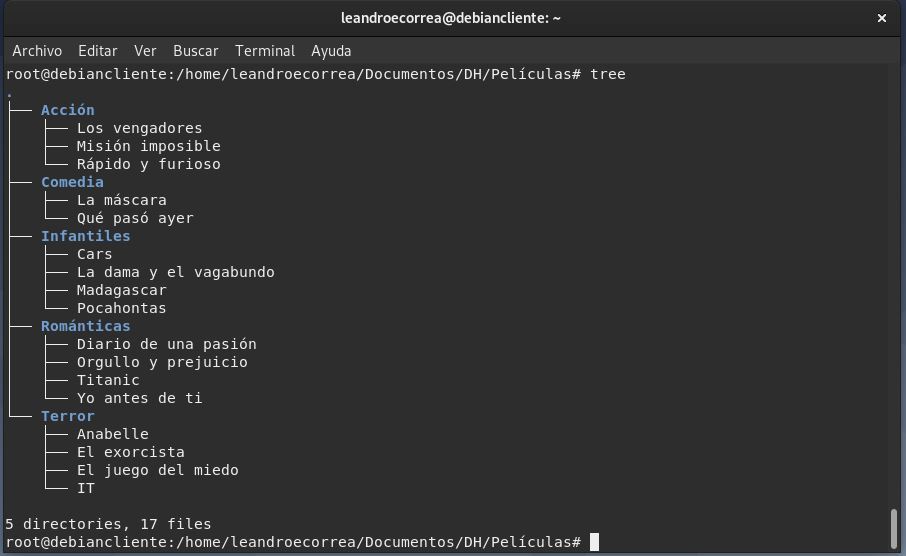 leandroecorrea@debiancliente: ~
Archivo Editar Ver Buscar Terminal Ayuda
root@debiancliente:/home/leandroecorrea/Documentos/DH/Películas# tree
.
├── Acción
│   ├── Los vengadores
│   ├── Misión imposible
│   └── Rápido y furioso
├── Comedia
│   ├── La máscara
│   └── Qué pasó ayer
├── Infantiles
│   ├── Cars
│   ├── La dama y el vagabundo
│   ├── Madagascar
│   └── Pocahontas
├── Románticas
│   ├── Diario de una pasión
│   ├── Orgullo y prejuicio
│   ├── Titanic
│   └── Yo antes de ti
└── Terror
    ├── Anabelle
    ├── El exorcista
    ├── El juego del miedo
    └── IT
5 directories, 17 files
root@debiancliente:/home/leandroecorrea/Documentos/DH/Películas#